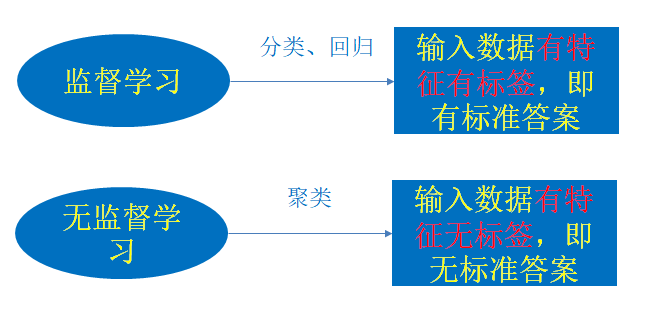 监督学习
分类、回归
输入数据有特
征有标签，即
有标准答案
无监督学
习
聚类
输入数据有特
征无标签，即
无标准答案